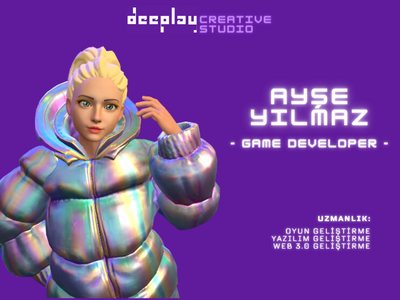 deeplay CREATIVE
STUDIO
AYŞE
YILMAZ
- GAME DEVELOPER -
UZMANLIK:
OYUN GELİŞTİRME
YAZILIM GELİŞTİRME
WEB 3.0 GELİŞTİRME